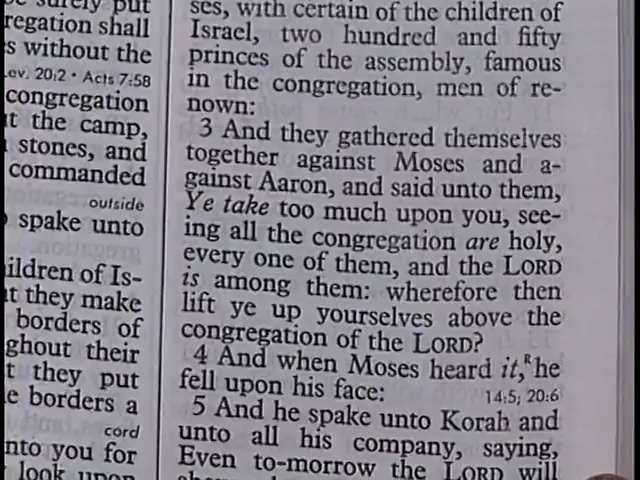 surely put
regation shall
s without the
ev. 20:2 • Acts 7:58
congregation
t the camp,
stones, and
commanded
outside
spake unto
ildren of Is-
t they make
borders of
ghout their
t they put
e borders a
cord
nto you for
look upon
ses, with certain of the children of
Israel, two hundred and fifty
princes of the assembly, famous
in the congregation, men of re-
nown:
3 And they gathered themselves
together against Moses and a-
gainst Aaron, and said unto them,
Ye take too much upon you, see-
ing all the congregation are holy,
every one of them, and the LORD
is among them: wherefore then
lift ye up yourselves above the
congregation of the LORD?
4 And when Moses heard it,ᴿ he
fell upon his face:
14:5; 20:6
5 And he spake unto Korah and
unto all his company, saying,
Even to-morrow the LORD will